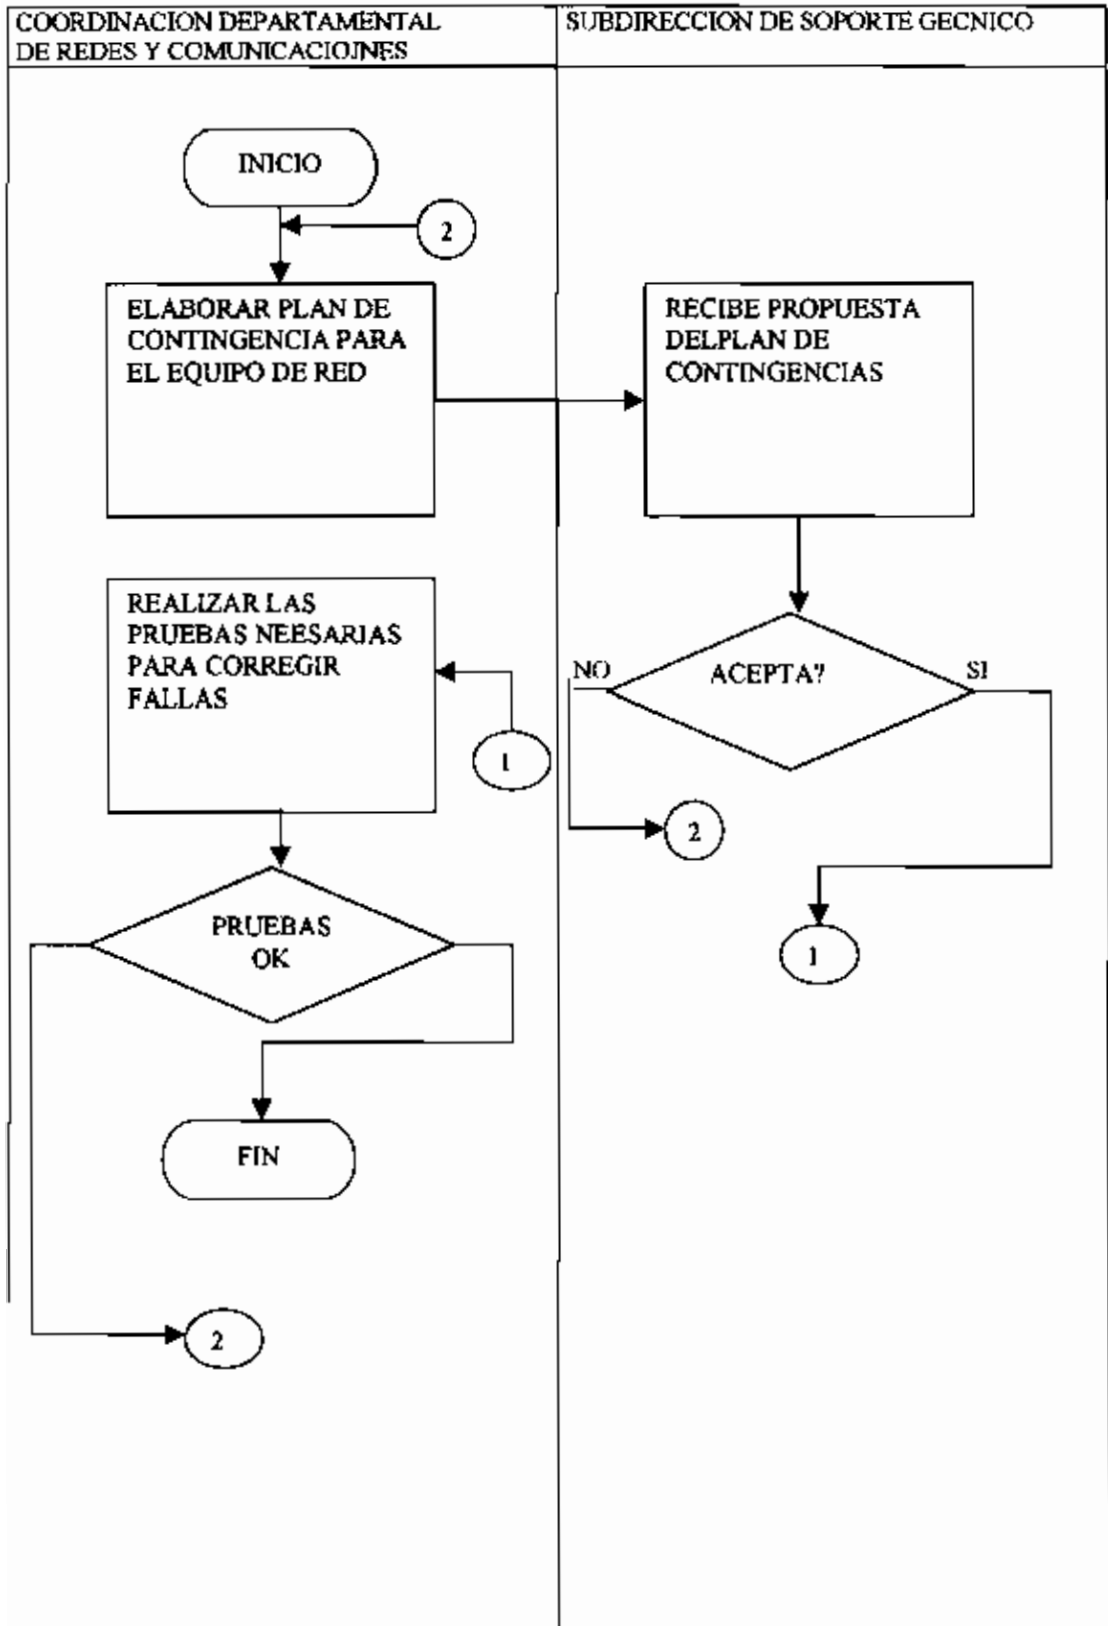 COORDINACION DEPARTAMENTAL
DE REDES Y COMUNICACIOJNES
SUBDIRECCION DE SOPORTE GECNICO
INICIO
2
ELABORAR PLAN DE
CONTINGENCIA PARA
EL EQUIPO DE RED
RECIBE PROPUESTA
DELPLAN DE
CONTINGENCIAS
REALIZAR LAS
PRUEBAS NEESARIAS
PARA CORREGIR
FALLAS
1
NO
ACEPTA?
SI
2
1
PRUEBAS
OK
FIN
2